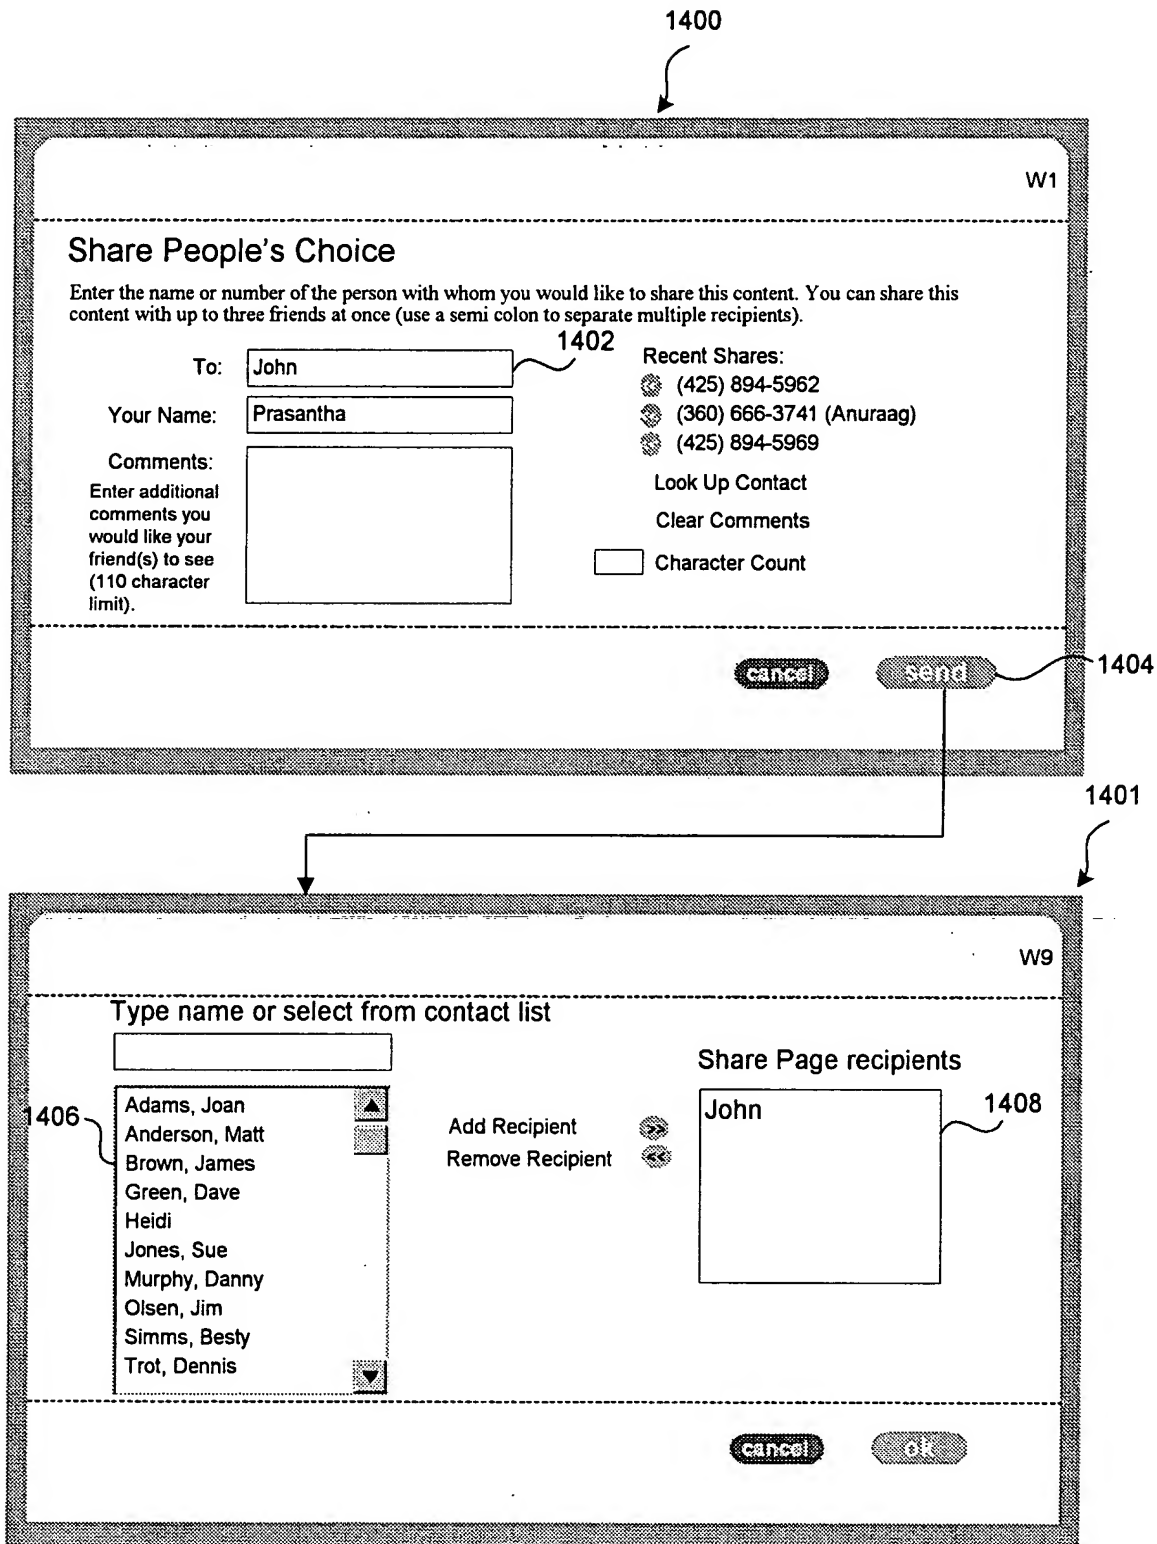 1400
W1
Share People's Choice
Enter the name or number of the person with whom you would like to share this content. You can share this
content with up to three friends at once (use a semi colon to separate multiple recipients).
1402
To:
John
Your Name:
Prasantha
Comments:
Enter additional
comments you
would like your
friend(s) to see
(110 character
limit).
Recent Shares:
(425) 894-5962
(360) 666-3741 (Anuraag)
(425) 894-5969
Look Up Contact
Clear Comments
Character Count
cancel
send
1404
1401
W9
Type name or select from contact list
Share Page recipients
1406
Adams, Joan
Anderson, Matt
Brown, James
Green, Dave
Heidi
Jones, Sue
Murphy, Danny
Olsen, Jim
Simms, Besty
Trot, Dennis
Add Recipient >>
Remove Recipient <<
John
1408
cancel
ok